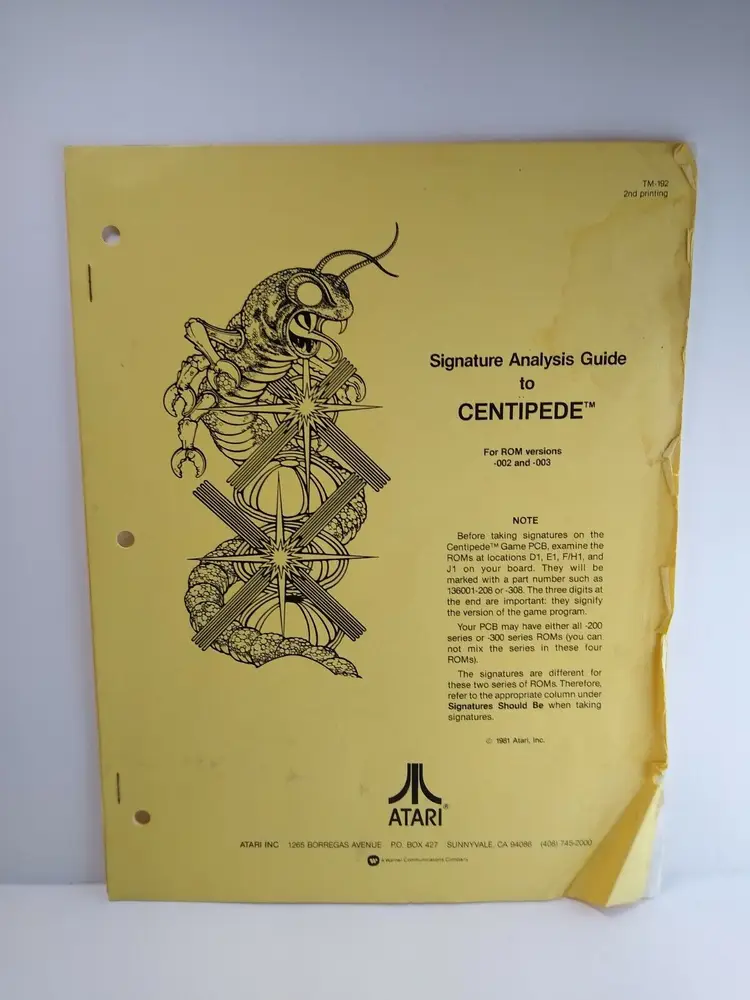 TM-192
2nd printing
Signature Analysis Guide
to
CENTIPEDE™
For ROM versions
-002 and -003
NOTE
Before taking signatures on the
Centipede™ Game PCB, examine the
ROMs at locations D1, E1, F/H1, and
J1 on your board. They will be
marked with a part number such as
136001-208 or -308. The three digits at
the end are important: they signify
the version of the game program.
Your PCB may have either all -200
series or -300 series ROMs (you can
not mix the series in these four
ROMs).
The signatures are different for
these two series of ROMs. Therefore,
refer to the appropriate column under
Signatures Should Be when taking
signatures.
© 1981 Atari, Inc.
ATARI®
ATARI INC 1265 BORREGAS AVENUE P.O. BOX 427 SUNNYVALE, CA 94086 (408) 745-2000
A Warner Communications Company